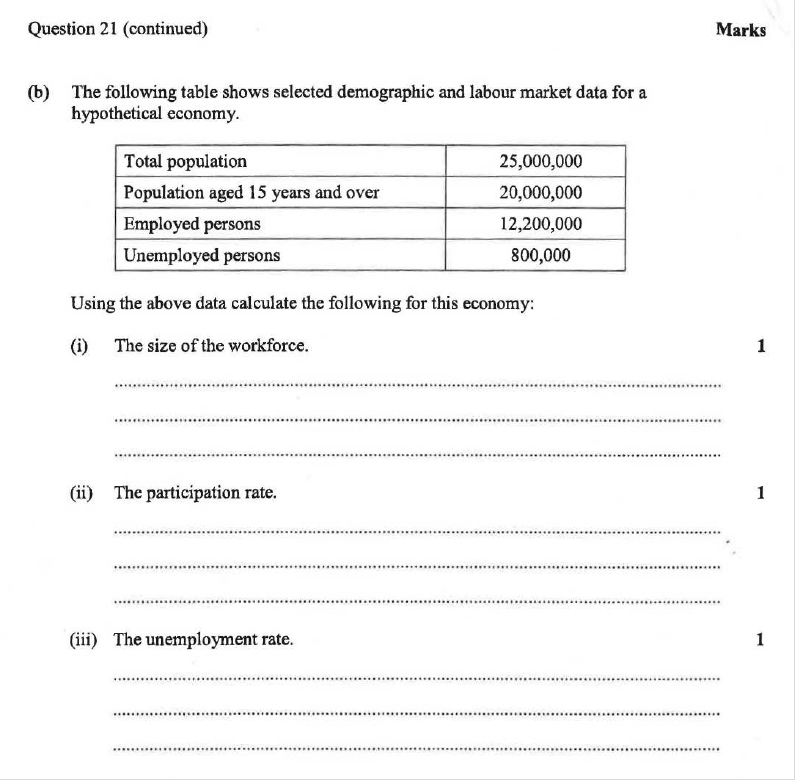 Question 21 (continued) Marks
(b) The following table shows selected demographic and labour market data for a
hypothetical economy.
Total population 25,000,000
Population aged 15 years and over 20,000,000
Employed persons 12,200,000
Unemployed persons 800,000
Using the above data calculate the following for this economy:
(i) The size of the workforce. 1
(ii) The participation rate. 1
(iii) The unemployment rate. 1